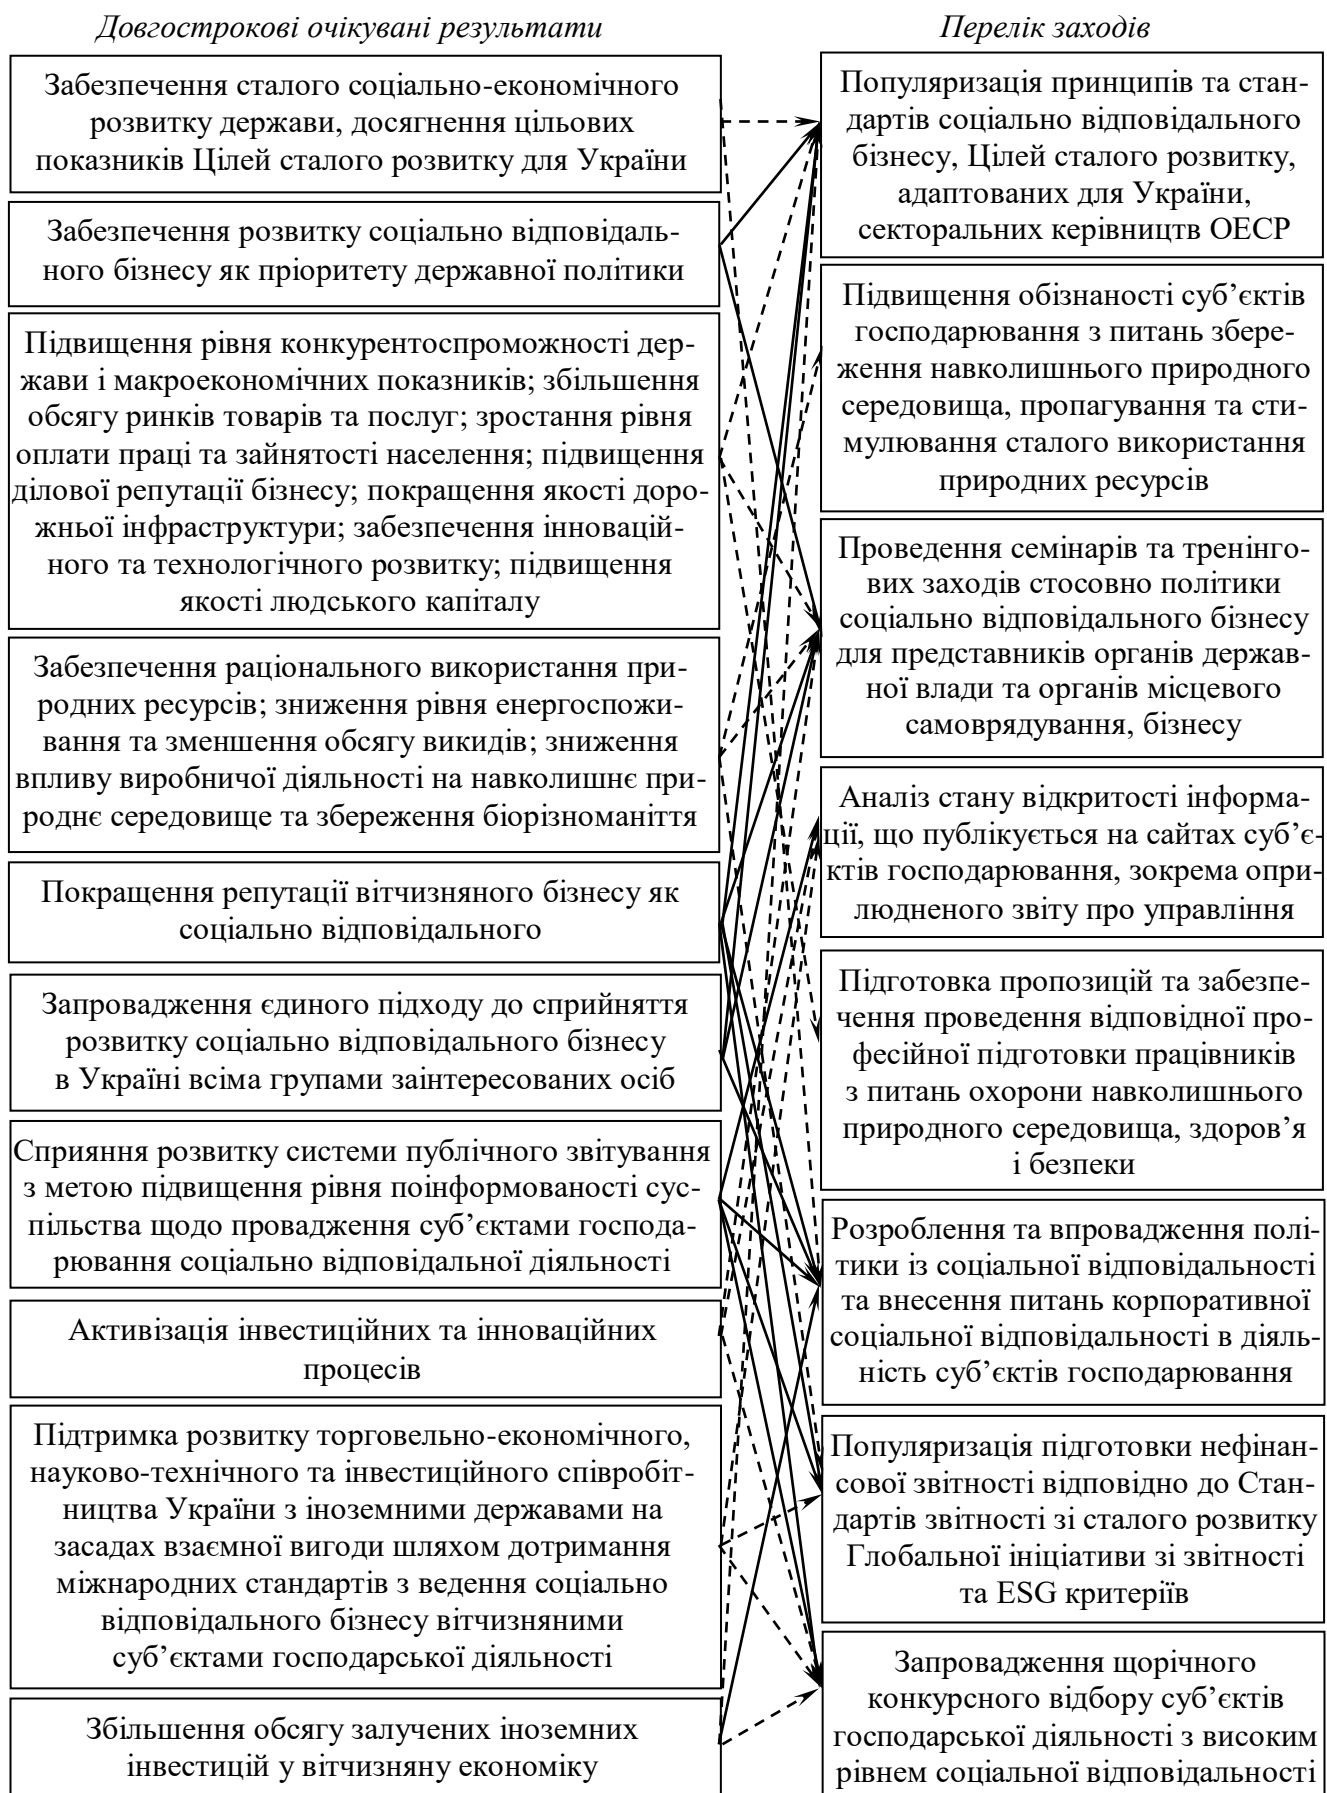 Довгострокові очікувані результати
Забезпечення сталого соціально-економічного
розвитку держави, досягнення цільових
показників Цілей сталого розвитку для України
Забезпечення розвитку соціально відповідаль-
ного бізнесу як пріоритету державної політики
Підвищення рівня конкурентоспроможності дер-
жави і макроекономічних показників; збільшення
обсягу ринків товарів та послуг; зростання рівня
оплати праці та зайнятості населення; підвищення
ділової репутації бізнесу; покращення якості доро-
жньої інфраструктури; забезпечення інновацій-
ного та технологічного розвитку; підвищення
якості людського капіталу
Забезпечення раціонального використання при-
родних ресурсів; зниження рівня енергоспожи-
вання та зменшення обсягу викидів; зниження
впливу виробничої діяльності на навколишнє при-
роднє середовище та збереження біорізноманіття
Покращення репутації вітчизняного бізнесу як
соціально відповідального
Запровадження єдиного підходу до сприйняття
розвитку соціально відповідального бізнесу
в Україні всіма групами заінтересованих осіб
Сприяння розвитку системи публічного звітування
з метою підвищення рівня поінформованості сус-
пільства щодо провадження суб’єктами господа-
рювання соціально відповідальної діяльності
Активізація інвестиційних та інноваційних
процесів
Підтримка розвитку торговельно-економічного,
науково-технічного та інвестиційного співробіт-
ництва України з іноземними державами на
засадах взаємної вигоди шляхом дотримання
міжнародних стандартів з ведення соціально
відповідального бізнесу вітчизняними
суб’єктами господарської діяльності
Збільшення обсягу залучених іноземних
інвестицій у вітчизняну економіку
Перелік заходів
Популяризація принципів та стан-
дартів соціально відповідального
бізнесу, Цілей сталого розвитку,
адаптованих для України,
секторальних керівництв ОЕСР
Підвищення обізнаності суб’єктів
господарювання з питань збере-
ження навколишнього природного
середовища, пропагування та сти-
мулювання сталого використання
природних ресурсів
Проведення семінарів та тренінго-
вих заходів стосовно політики
соціально відповідального бізнесу
для представників органів держав-
ної влади та органів місцевого
самоврядування, бізнесу
Аналіз стану відкритості інформа-
ції, що публікується на сайтах суб’є-
ктів господарювання, зокрема опри-
людненого звіту про управління
Підготовка пропозицій та забезпе-
чення проведення відповідної про-
фесійної підготовки працівників
з питань охорони навколишнього
природного середовища, здоров’я
і безпеки
Розроблення та впровадження полі-
тики із соціальної відповідальності
та внесення питань корпоративної
соціальної відповідальності в діяль-
ність суб’єктів господарювання
Популяризація підготовки нефінан-
сової звітності відповідно до Стан-
дартів звітності зі сталого розвитку
Глобальної ініціативи зі звітності
та ESG критеріїв
Запровадження щорічного
конкурсного відбору суб’єктів
господарської діяльності з високим
рівнем соціальної відповідальності